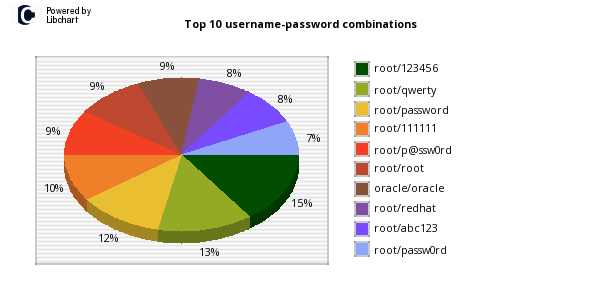 Powered by
Libchart
Top 10 username-password combinations
9%
8%
9%
8%
9%
7%
10%
15%
12%
13%
root/123456
root/qwerty
root/password
root/111111
root/p@ssw0rd
root/root
oracle/oracle
root/redhat
root/abc123
root/passw0rd